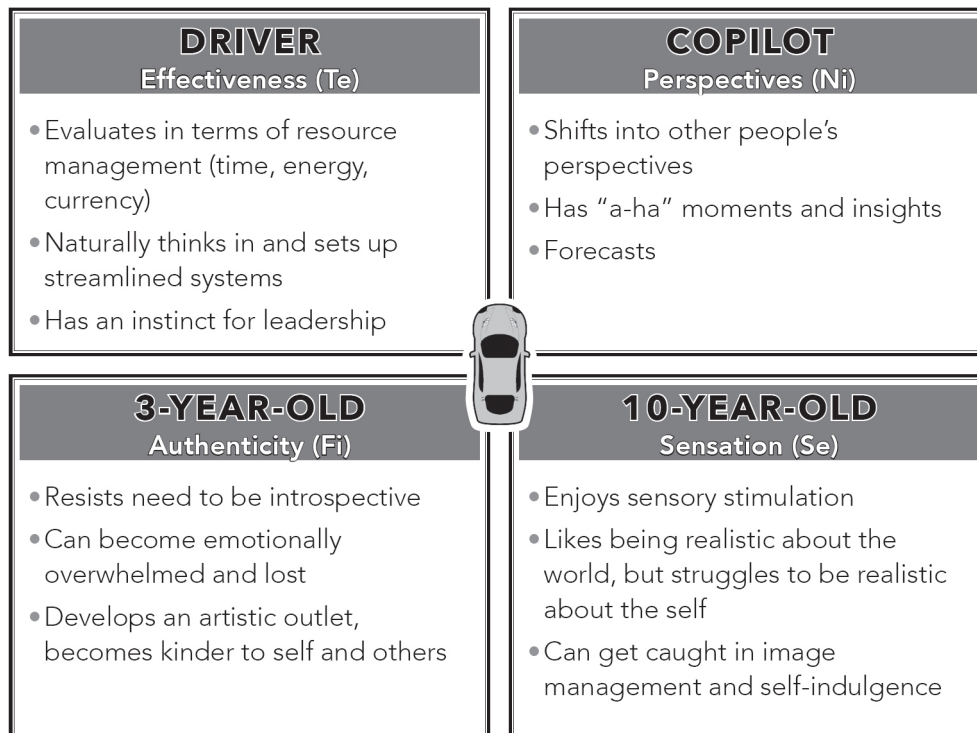 DRIVER
Effectiveness (Te)
• Evaluates in terms of resource
management (time, energy,
currency)
• Naturally thinks in and sets up
streamlined systems
• Has an instinct for leadership
COPILOT
Perspectives (Ni)
• Shifts into other people’s
perspectives
• Has “a-ha” moments and insights
• Forecasts
3-YEAR-OLD
Authenticity (Fi)
• Resists need to be introspective
• Can become emotionally
overwhelmed and lost
• Develops an artistic outlet,
becomes kinder to self and others
10-YEAR-OLD
Sensation (Se)
• Enjoys sensory stimulation
• Likes being realistic about the
world, but struggles to be realistic
about the self
• Can get caught in image
management and self-indulgence